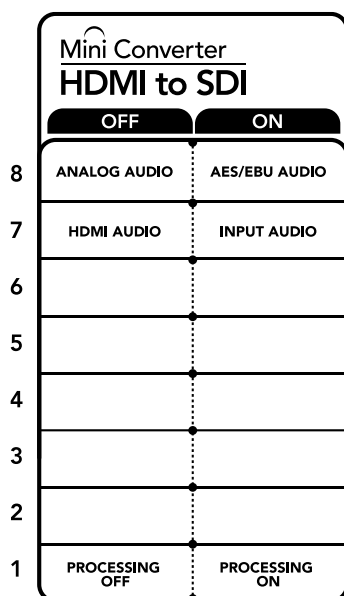 Mini Converter
HDMI to SDI
OFF ON
8 ANALOG AUDIO AES/EBU AUDIO
7 HDMI AUDIO INPUT AUDIO
6
5
4
3
2
1 PROCESSING OFF PROCESSING ON